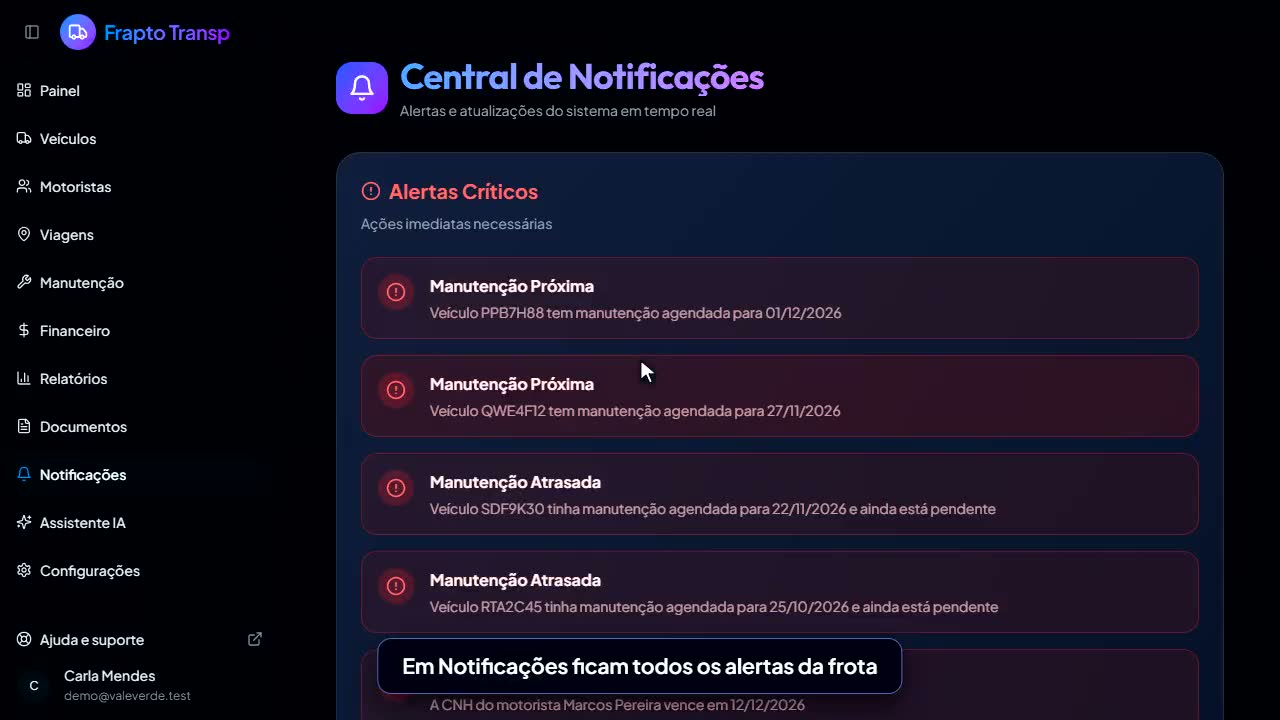 Frapto Transp
Painel
Veículos
Motoristas
Viagens
Manutenção
Financeiro
Relatórios
Documentos
Notificações
Assistente IA
Configurações
Ajuda e suporte
C
Carla Mendes
demo@valeverde.test
Central de Notificações
Alertas e atualizações do sistema em tempo real
Alertas Críticos
Ações imediatas necessárias
Manutenção Próxima
Veículo PPB7H88 tem manutenção agendada para 01/12/2026
Manutenção Próxima
Veículo QWE4F12 tem manutenção agendada para 27/11/2026
Manutenção Atrasada
Veículo SDF9K30 tinha manutenção agendada para 22/11/2026 e ainda está pendente
Manutenção Atrasada
Veículo RTA2C45 tinha manutenção agendada para 25/10/2026 e ainda está pendente
Em Notificações ficam todos os alertas da frota
A CNH do motorista Marcos Pereira vence em 12/12/2026